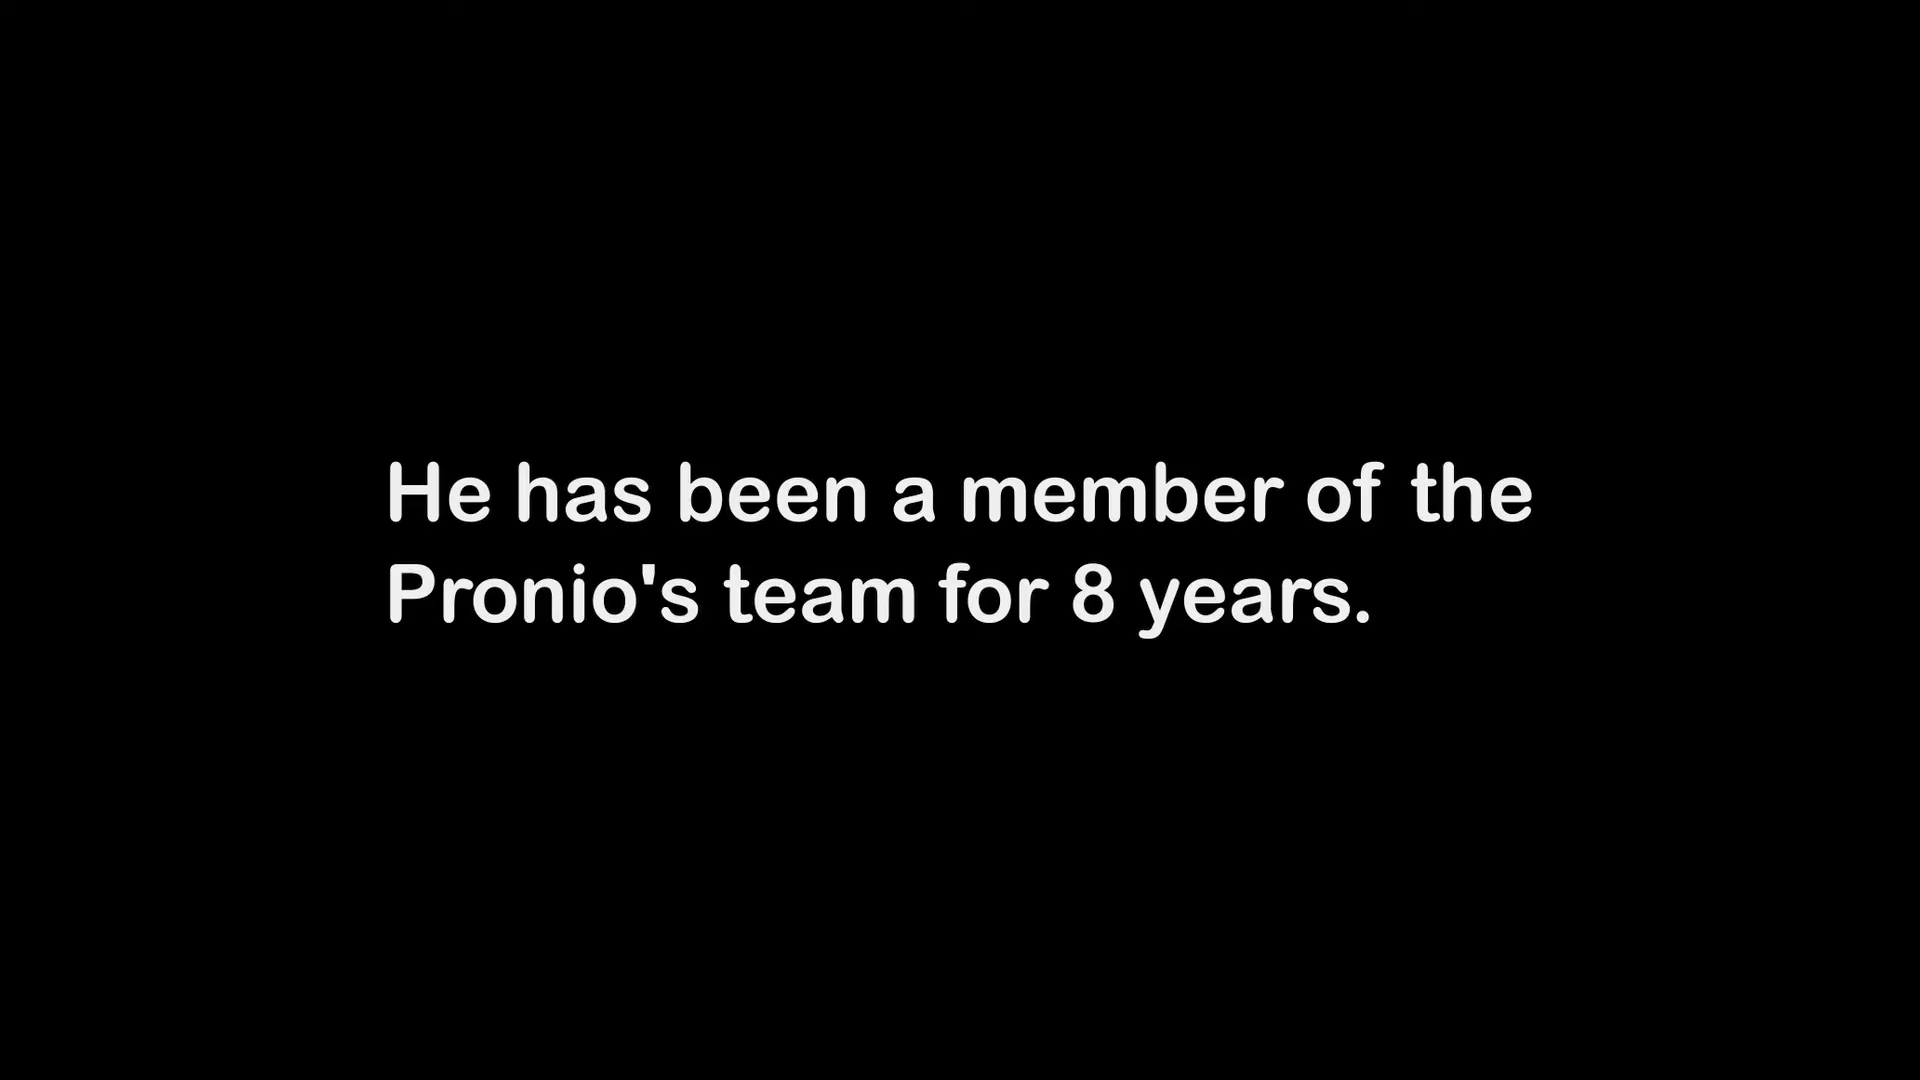 He has been a member of the
Pronio's team for 8 years.